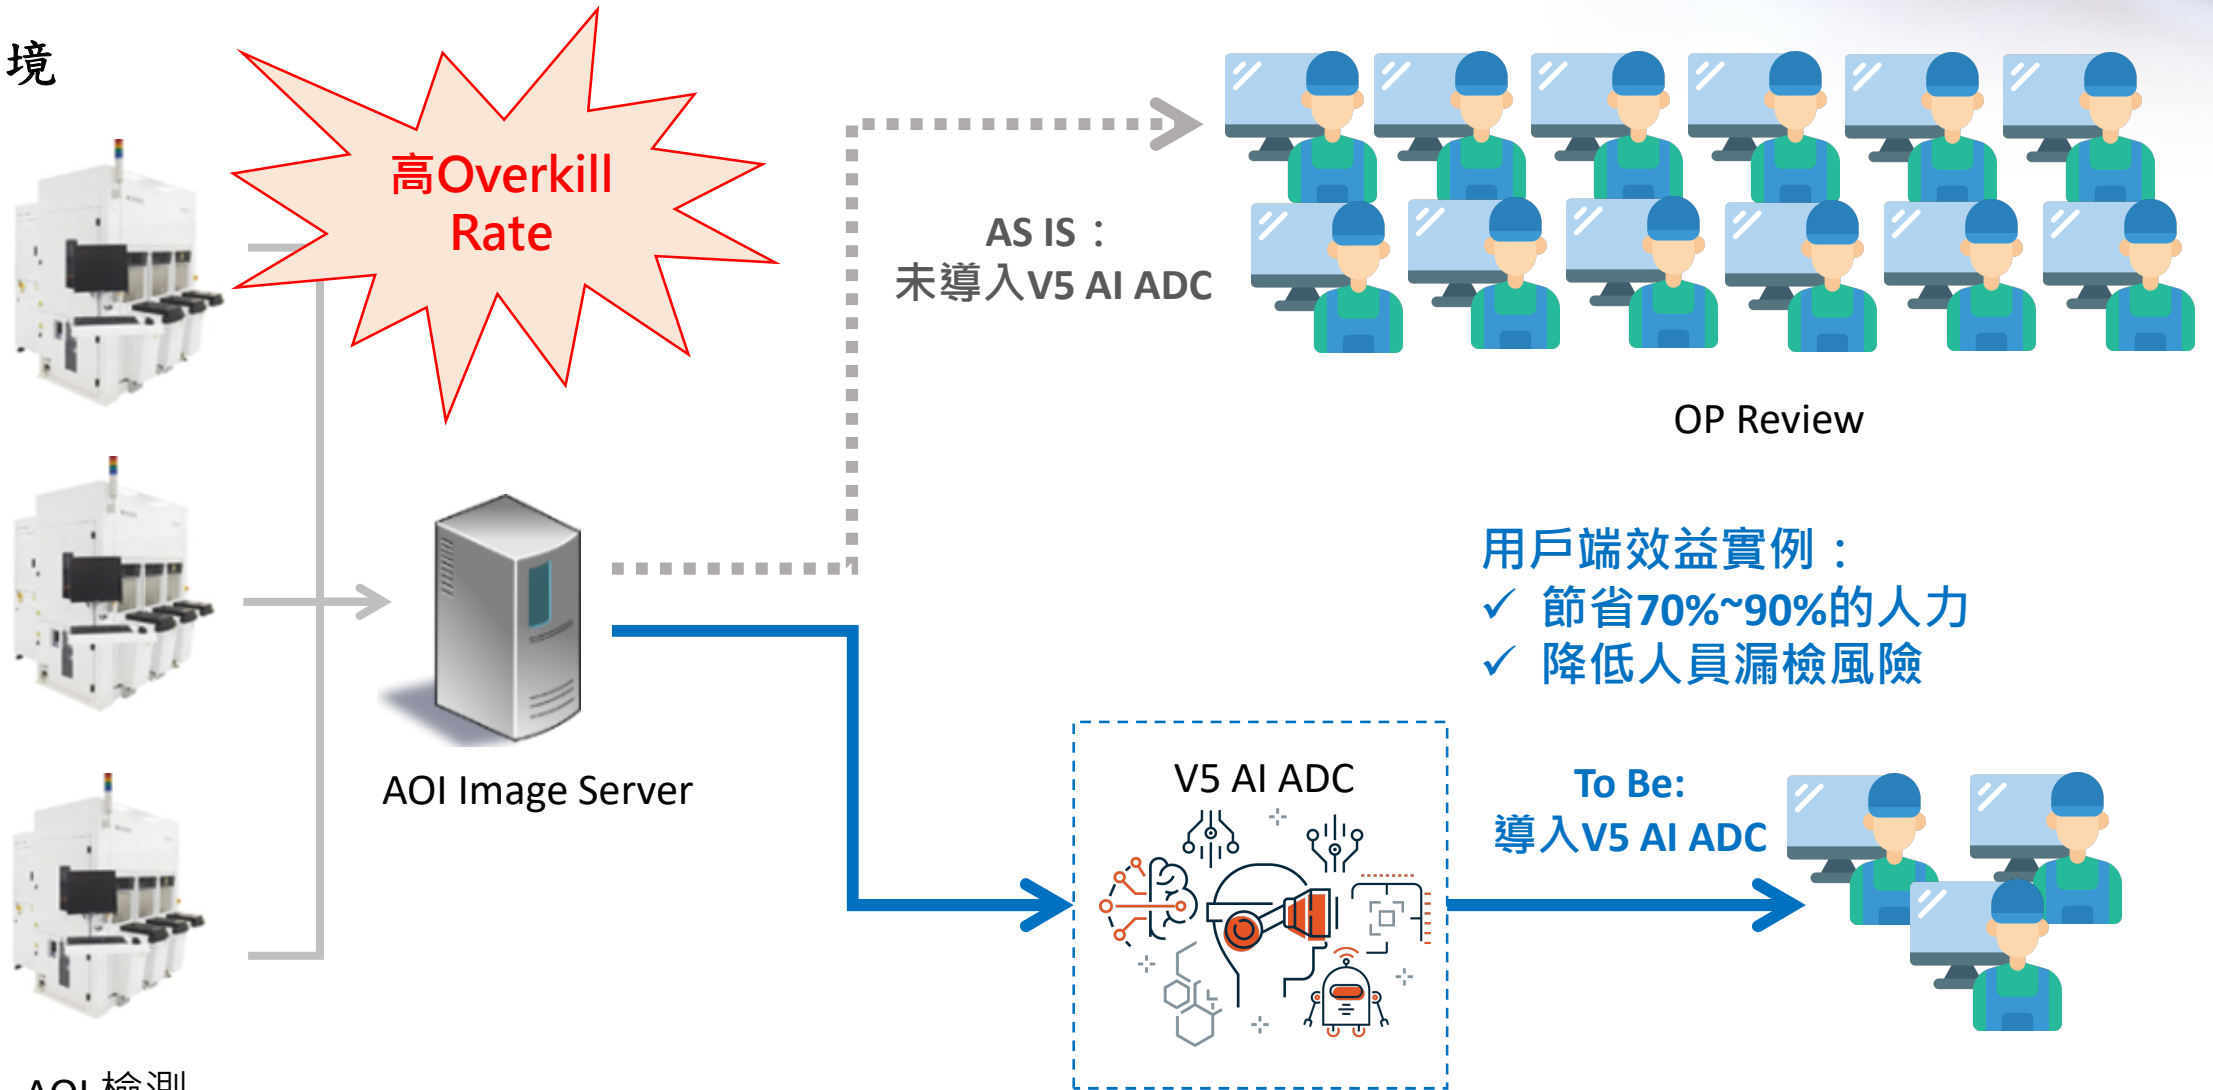 境
高Overkill
Rate
AS IS：
未導入V5 AI ADC
OP Review
用戶端效益實例：
✓ 節省70%~90%的人力
✓ 降低人員漏檢風險
AOI Image Server
V5 AI ADC
To Be:
導入V5 AI ADC
AOI 檢測